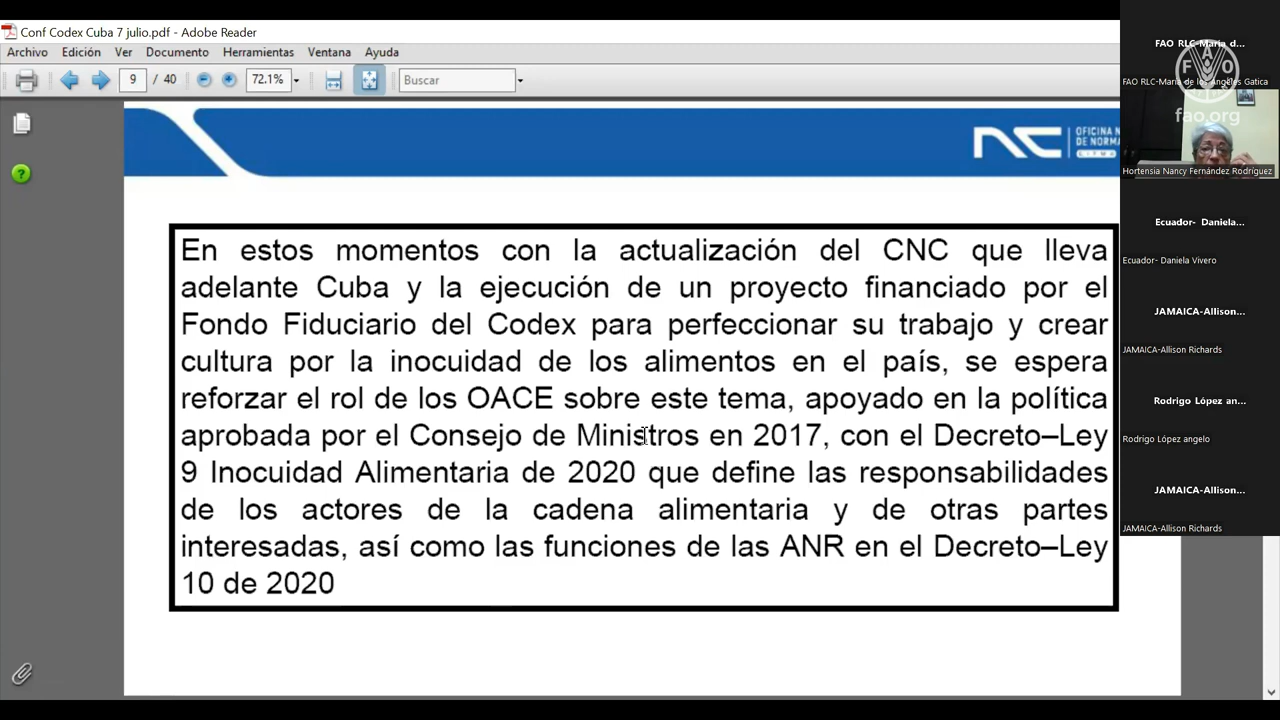 Conf Codex Cuba 7 julio.pdf - Adobe Reader
Archivo Edición Ver Documento Herramientas Ventana Ayuda
9 / 40 72.1% Buscar
NC OFICINA N
DE NORMA
En estos momentos con la actualización del CNC que lleva
adelante Cuba y la ejecución de un proyecto financiado por el
Fondo Fiduciario del Codex para perfeccionar su trabajo y crear
cultura por la inocuidad de los alimentos en el país, se espera
reforzar el rol de los OACE sobre este tema, apoyado en la política
aprobada por el Consejo de Ministros en 2017, con el Decreto–Ley
9 Inocuidad Alimentaria de 2020 que define las responsabilidades
de los actores de la cadena alimentaria y de otras partes
interesadas, así como las funciones de las ANR en el Decreto–Ley
10 de 2020
FAO RLC-Maria d...
FAO RLC-Maria de los Angeles Gatica
FAO
fao.org
Hortensia Nancy Fernández Rodríguez
Ecuador- Daniela...
Ecuador- Daniela Vivero
JAMAICA-Allison...
JAMAICA-Allison Richards
Rodrigo López an...
Rodrigo López angelo
JAMAICA-Allison...
JAMAICA-Allison Richards